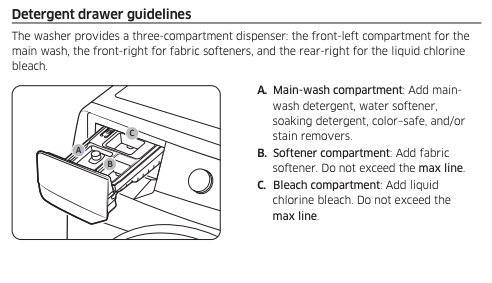 Detergent drawer guidelines
The washer provides a three-compartment dispenser: the front-left compartment for the
main wash, the front-right for fabric softeners, and the rear-right for the liquid chlorine
bleach.
C
A
B
A. Main-wash compartment: Add main-
wash detergent, water softener,
soaking detergent, color-safe, and/or
stain removers.
B. Softener compartment: Add fabric
softener. Do not exceed the max line.
C. Bleach compartment: Add liquid
chlorine bleach. Do not exceed the
max line.